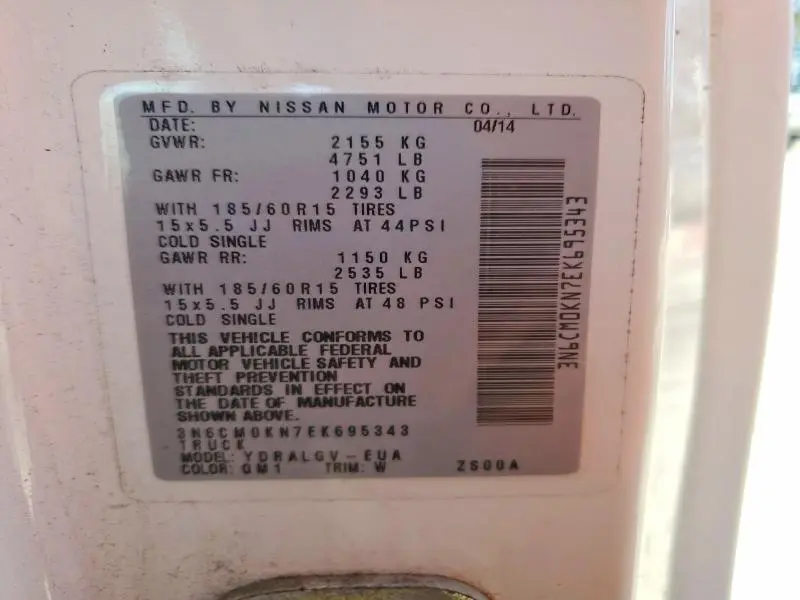 MFD. BY NISSAN MOTOR CO., LTD.
DATE: 04/14
GVWR: 2155 KG
4751 LB
GAWR FR: 1040 KG
2293 LB
WITH 185/60R15 TIRES
15x5.5 JJ RIMS AT 44PSI
COLD SINGLE
GAWR RR: 1150 KG
2535 LB
WITH 185/60R15 TIRES
15x5.5 JJ RIMS AT 48 PSI
COLD SINGLE
THIS VEHICLE CONFORMS TO
ALL APPLICABLE FEDERAL
MOTOR VEHICLE SAFETY AND
THEFT PREVENTION
STANDARDS IN EFFECT ON
THE DATE OF MANUFACTURE
SHOWN ABOVE.
3N6CM0KN7EK695343
TRUCK
MODEL: YDRALGV-EUA
COLOR: QM1 TRIM: W ZS00A
3N6CM0KN7EK695343